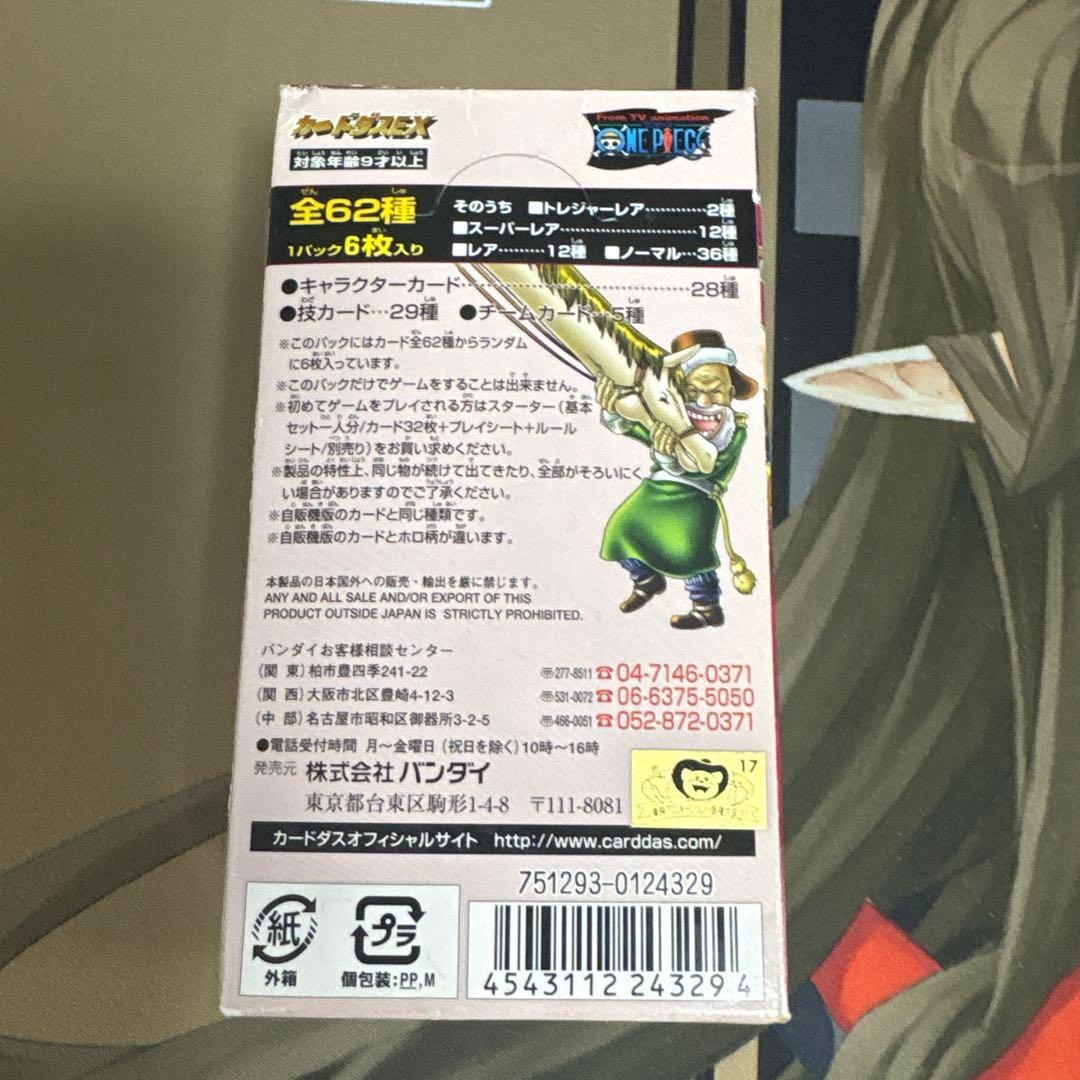 カードダスEX
対象年齢9才以上
From TV animation
ONE PIECE
全62種
1パック6枚入り
そのうち ■トレジャーレア…………2種
■スーパーレア……………………12種
■レア………12種 ■ノーマル…36種
●キャラクターカード……………………28種
●技カード…29種 ●チームカード…5種
※このパックにはカード全62種からランダム
に6枚入っています。
※このパックだけでゲームをすることは出来ません。
※初めてゲームをプレイされる方はスターター(基本
セット一人分/カード32枚+プレイシート+ルール
シート/別売り)をお買い求めください。
※製品の特性上、同じ物が続けて出てきたり、全部がそろいにく
い場合がありますのでご了承ください。
※自販機版のカードと同じ種類です。
※自販機版のカードとホロ柄が違います。
本製品の日本国外への販売・輸出を厳に禁じます。
ANY AND ALL SALE AND/OR EXPORT OF THIS
PRODUCT OUTSIDE JAPAN IS STRICTLY PROHIBITED.
バンダイお客様相談センター
(関 東)柏市豊四季241-22 〠277-8511 ☎04-7146-0371
(関 西)大阪市北区豊崎4-12-3 〠531-0072 ☎06-6375-5050
(中 部)名古屋市昭和区御器所3-2-5 〠466-0051 ☎052-872-0371
●電話受付時間 月〜金曜日(祝日を除く)10時〜16時
発売元 株式会社 バンダイ
東京都台東区駒形1-4-8 〒111-8081
17
カードダスオフィシャルサイト http://www.carddas.com/
751293-0124329
紙
外箱
プラ
個包装:PP,M
4543112 243294